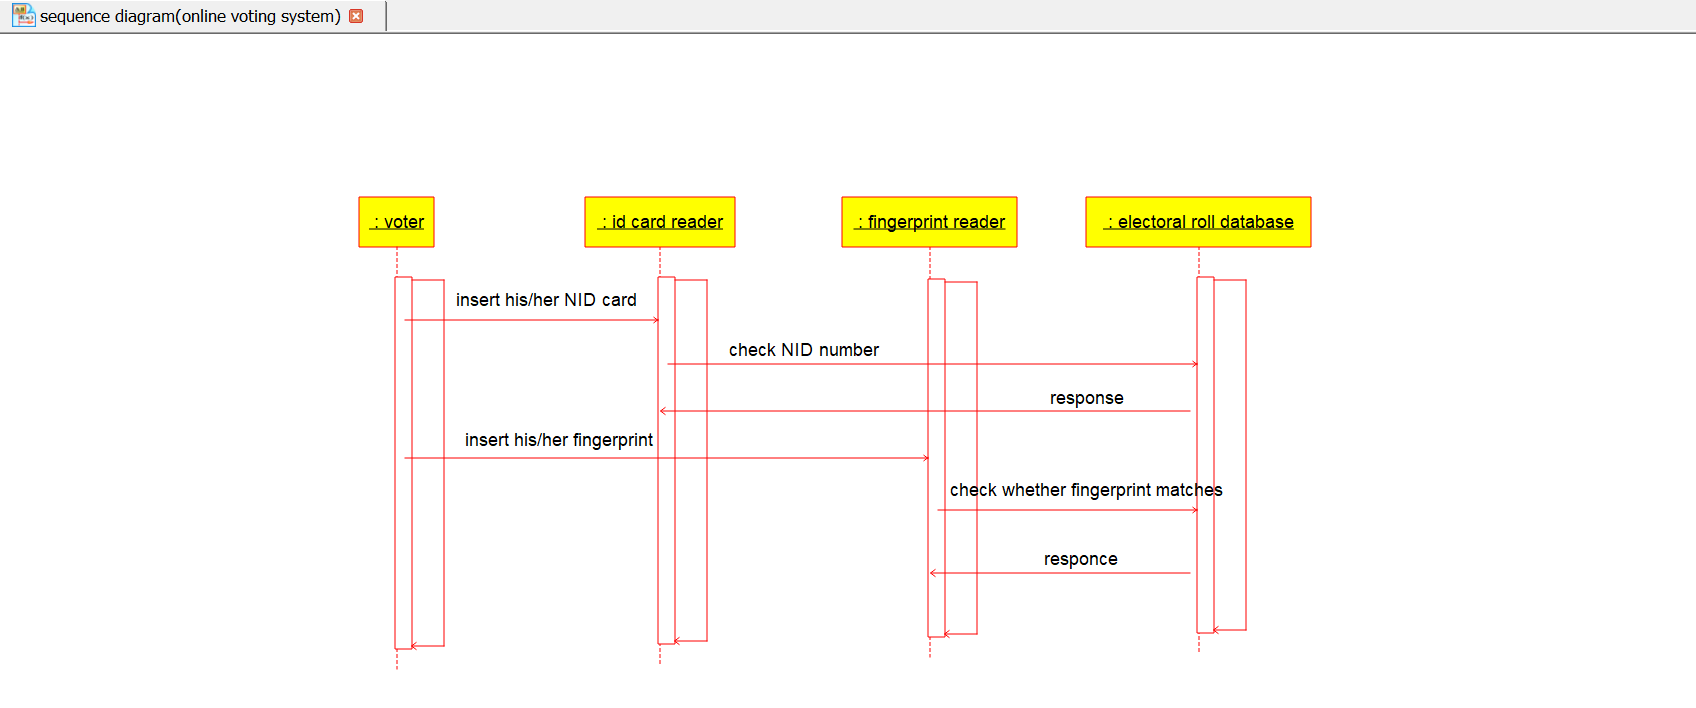 sequence diagram(online voting system)
: voter
: id card reader
: fingerprint reader
: electoral roll database
insert his/her NID card
check NID number
response
insert his/her fingerprint
check whether fingerprint matches
responce